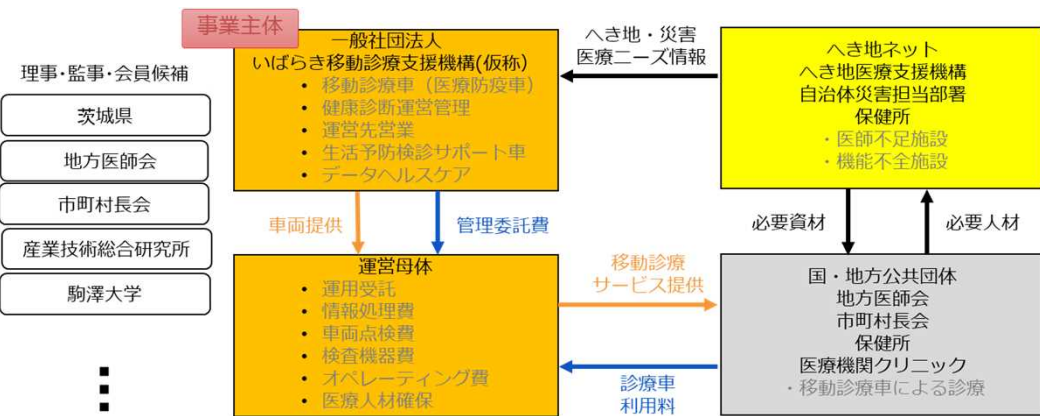 事業主体
理事・監事・会員候補
茨城県
地方医師会
市町村長会
産業技術総合研究所
駒澤大学
一般社団法人
いばらき移動診療支援機構(仮称)
• 移動診療車（医療防疫車）
• 健康診断運営管理
• 運営先営業
• 生活予防検診サポート車
• データヘルスケア
へき地・災害
医療ニーズ情報
へき地ネット
へき地医療支援機構
自治体災害担当部署
保健所
・医師不足施設
・機能不全施設
車両提供
管理委託費
必要資材
必要人材
運営母体
• 運用受託
• 情報処理費
• 車両点検費
• 検査機器費
• オペレーティング費
• 医療人材確保
移動診療
サービス提供
診療車
利用料
国・地方公共団体
地方医師会
市町村長会
保健所
医療機関クリニック
・移動診療車による診療